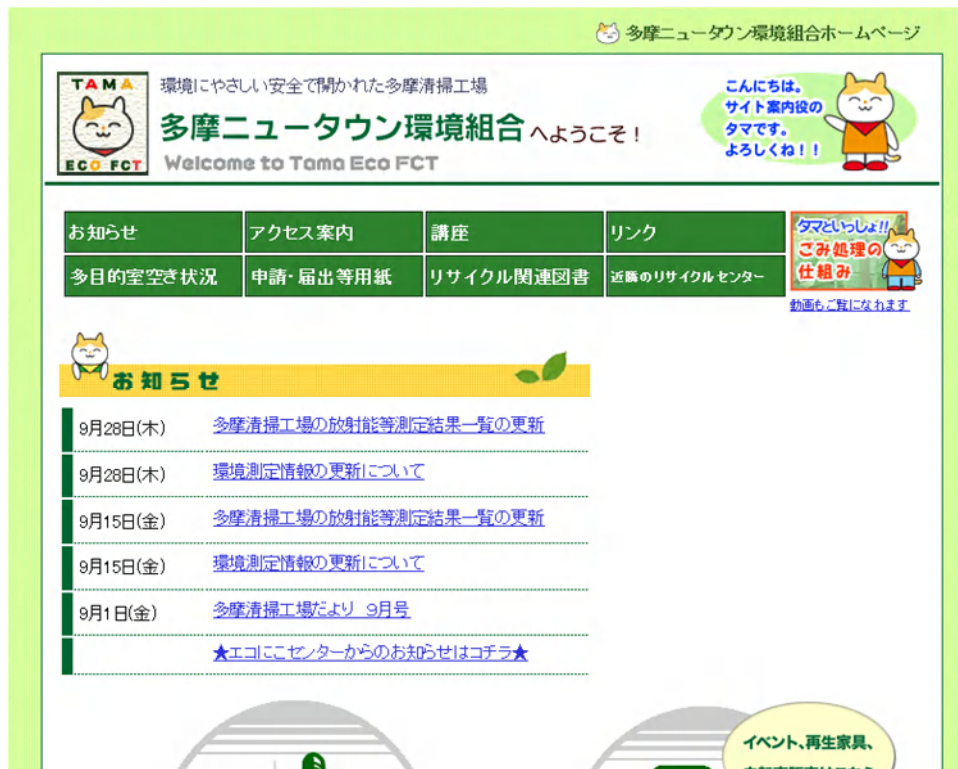 多摩ニュータウン環境組合ホームページ
TAMA
ECO FCT
環境にやさしい安全で開かれた多摩清掃工場
多摩ニュータウン環境組合へようこそ！
Welcome to Tama Eco FCT
こんにちは。
サイト案内役の
タマです。
よろしくね！！
お知らせ
アクセス案内
講座
リンク
多目的室空き状況
申請・届出等用紙
リサイクル関連図書
近隣のリサイクルセンター
タマといっしょ!!
ごみ処理の
仕組み
動画もご覧になれます
お知らせ
9月28日(木) 多摩清掃工場の放射能等測定結果一覧の更新
9月28日(木) 環境測定情報の更新について
9月15日(金) 多摩清掃工場の放射能等測定結果一覧の更新
9月15日(金) 環境測定情報の更新について
9月1日(金) 多摩清掃工場だより 9月号
★エコにこセンターからのお知らせはコチラ★
イベント、再生家具、